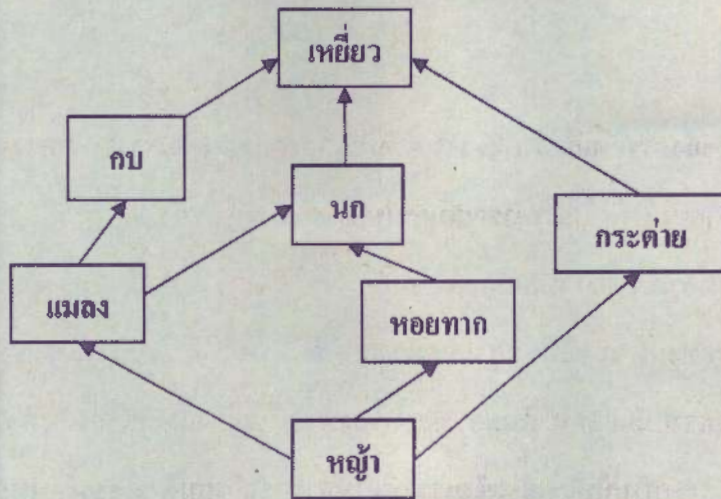 เหยี่ยว
กบ
นก
กระต่าย
แมลง
หอยทาก
หญ้า